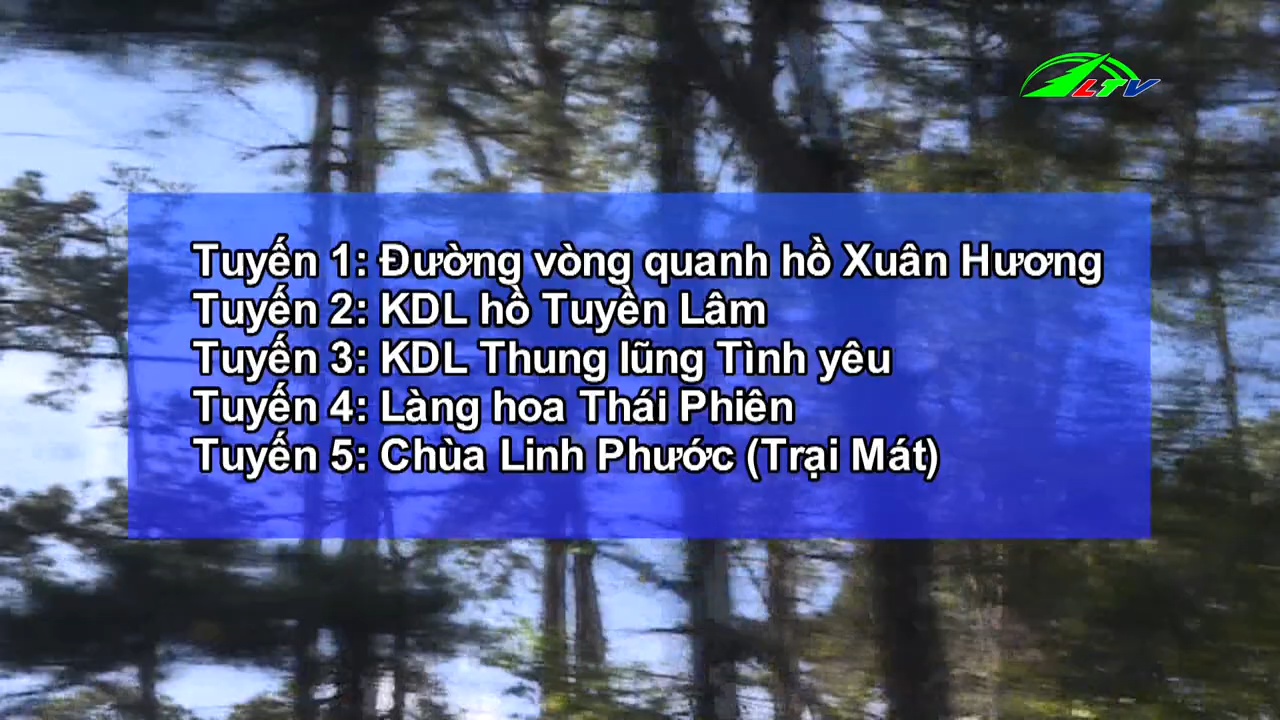 LTV
Tuyến 1: Đường vòng quanh hồ Xuân Hương
Tuyến 2: KDL hồ Tuyền Lâm
Tuyến 3: KDL Thung lũng Tình yêu
Tuyến 4: Làng hoa Thái Phiên
Tuyến 5: Chùa Linh Phước (Trại Mát)